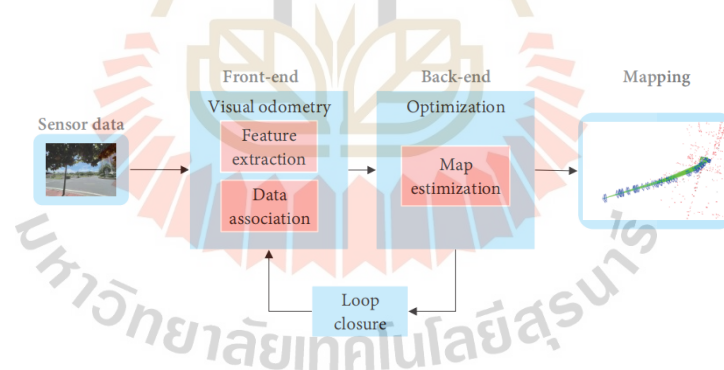 Front-end
Back-end
Mapping
Sensor data
Visual odometry
Feature
extraction
Data
association
Optimization
Map
estimization
Loop
closure
มหาวิทยาลัยเทคโนโลยีสุรนาร